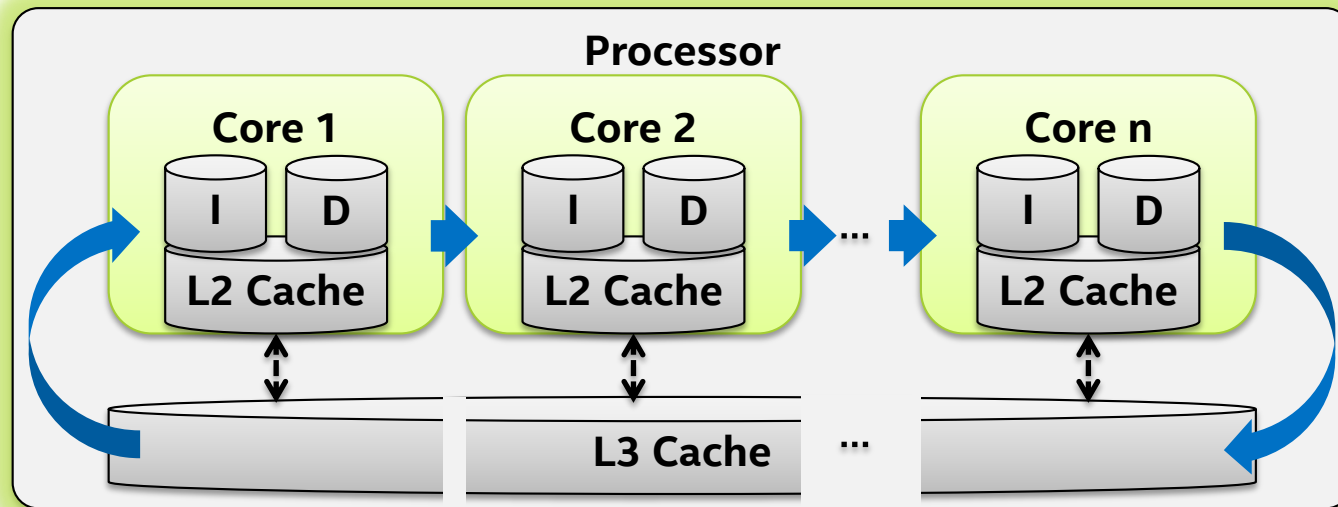 Processor
Core 1
Core 2
Core n
I
D
I
D
...
I
D
L2 Cache
L2 Cache
L2 Cache
L3 Cache
...